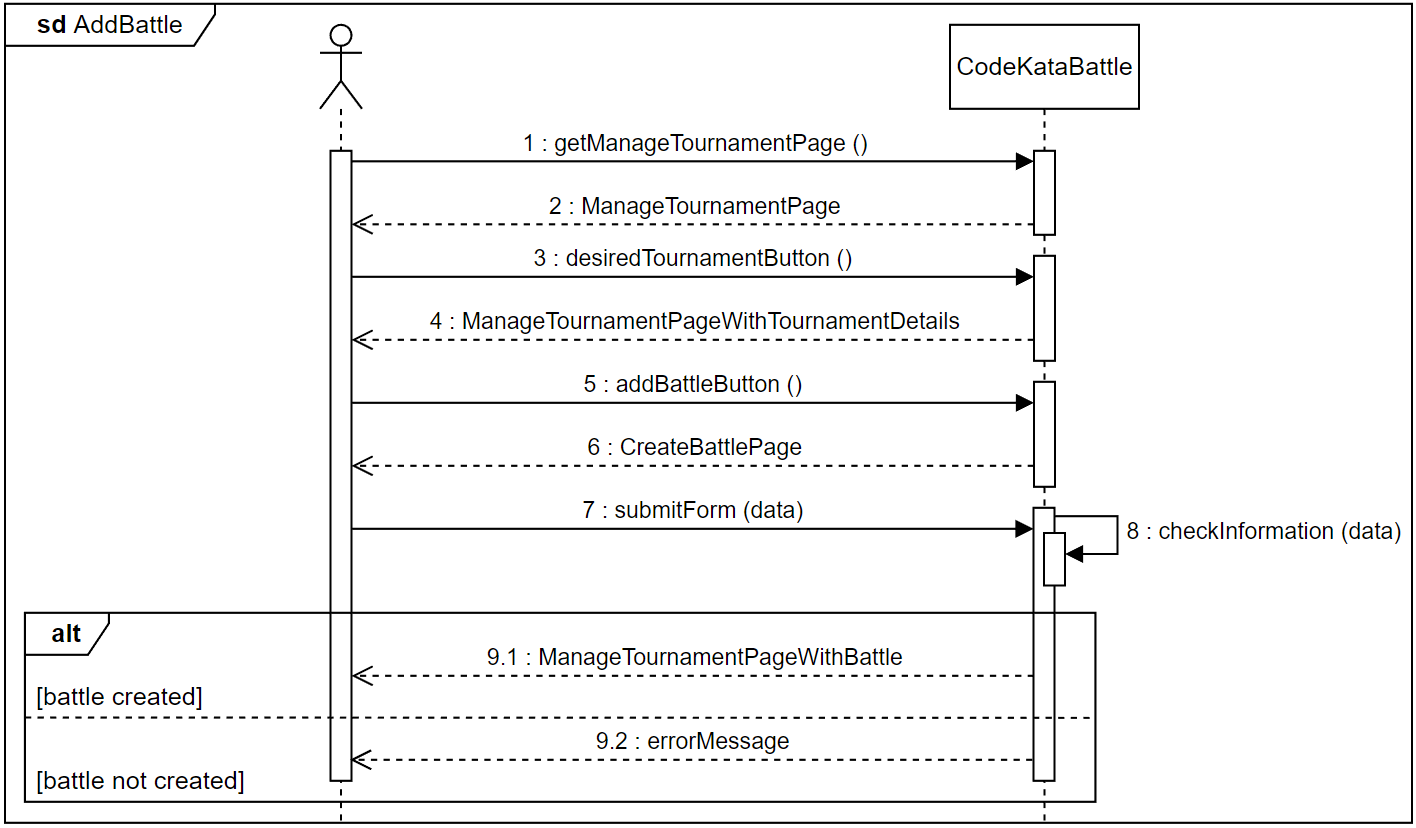 sd AddBattle
CodeKataBattle
1 : getManageTournamentPage ()
2 : ManageTournamentPage
3 : desiredTournamentButton ()
4 : ManageTournamentPageWithTournamentDetails
5 : addBattleButton ()
6 : CreateBattlePage
7 : submitForm (data)
8 : checkInformation (data)
alt
9.1 : ManageTournamentPageWithBattle
[battle created]
9.2 : errorMessage
[battle not created]